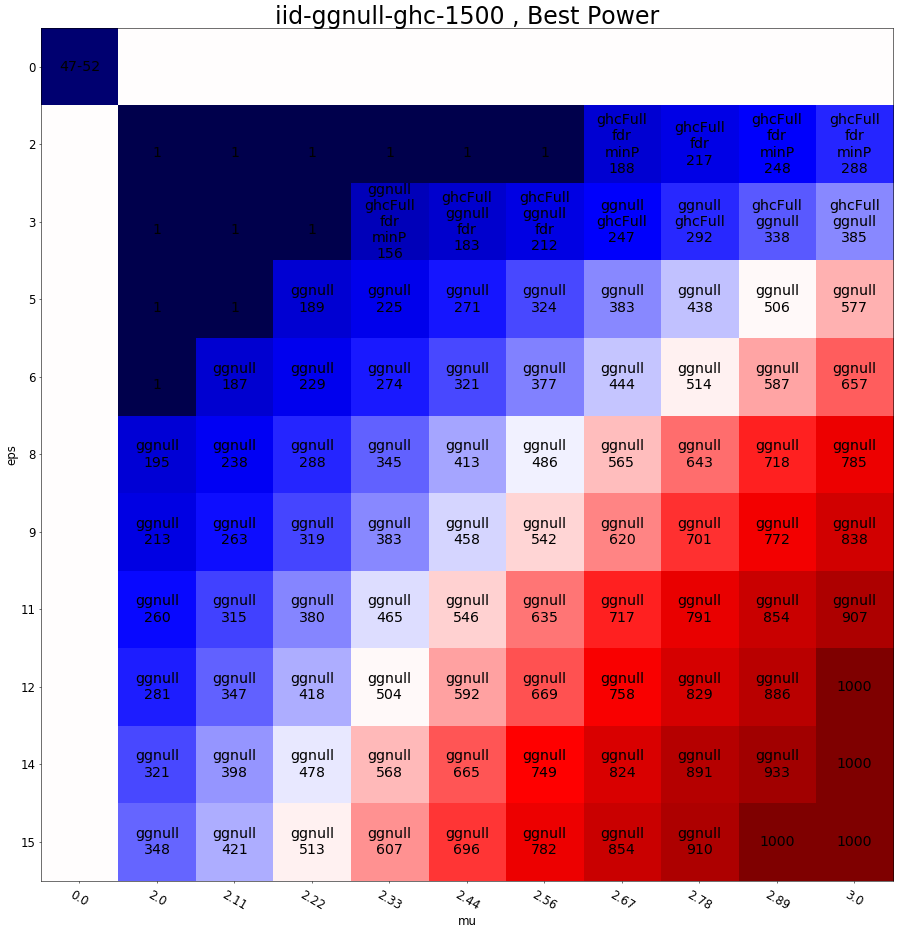 iid-ggnull-ghc-1500 , Best Power
0
47-52
2
1
1
1
1
1
1
ghcFull
fdr
minP
188
ghcFull
fdr
217
ghcFull
fdr
minP
248
ghcFull
fdr
minP
288
3
1
1
1
ggnull
ghcFull
fdr
minP
156
ghcFull
ggnull
fdr
183
ghcFull
ggnull
fdr
212
ggnull
ghcFull
247
ggnull
ghcFull
292
ghcFull
ggnull
338
ghcFull
ggnull
385
5
1
1
ggnull
189
ggnull
225
ggnull
271
ggnull
324
ggnull
383
ggnull
438
ggnull
506
ggnull
577
6
1
ggnull
187
ggnull
229
ggnull
274
ggnull
321
ggnull
377
ggnull
444
ggnull
514
ggnull
587
ggnull
657
eps
8
ggnull
195
ggnull
238
ggnull
288
ggnull
345
ggnull
413
ggnull
486
ggnull
565
ggnull
643
ggnull
718
ggnull
785
9
ggnull
213
ggnull
263
ggnull
319
ggnull
383
ggnull
458
ggnull
542
ggnull
620
ggnull
701
ggnull
772
ggnull
838
11
ggnull
260
ggnull
315
ggnull
380
ggnull
465
ggnull
546
ggnull
635
ggnull
717
ggnull
791
ggnull
854
ggnull
907
12
ggnull
281
ggnull
347
ggnull
418
ggnull
504
ggnull
592
ggnull
669
ggnull
758
ggnull
829
ggnull
886
1000
14
ggnull
321
ggnull
398
ggnull
478
ggnull
568
ggnull
665
ggnull
749
ggnull
824
ggnull
891
ggnull
933
1000
15
ggnull
348
ggnull
421
ggnull
513
ggnull
607
ggnull
696
ggnull
782
ggnull
854
ggnull
910
1000
1000
0.0
2.0
2.11
2.22
2.33
2.44
2.56
2.67
2.78
2.89
3.0
mu